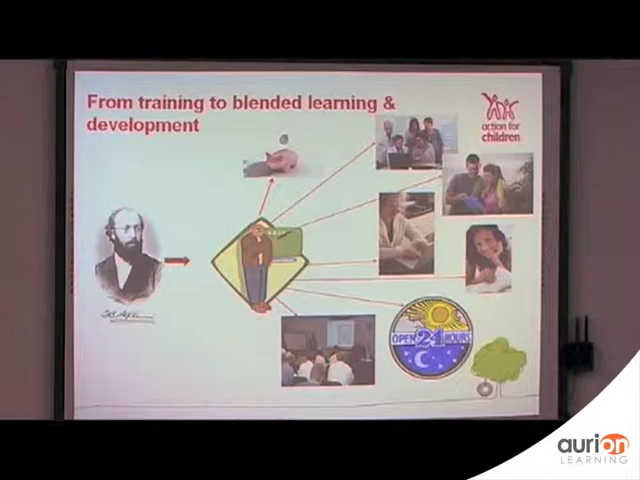 From training to blended learning &
development
action for
children
OPEN 24 HOURS
aurion
LEARNING